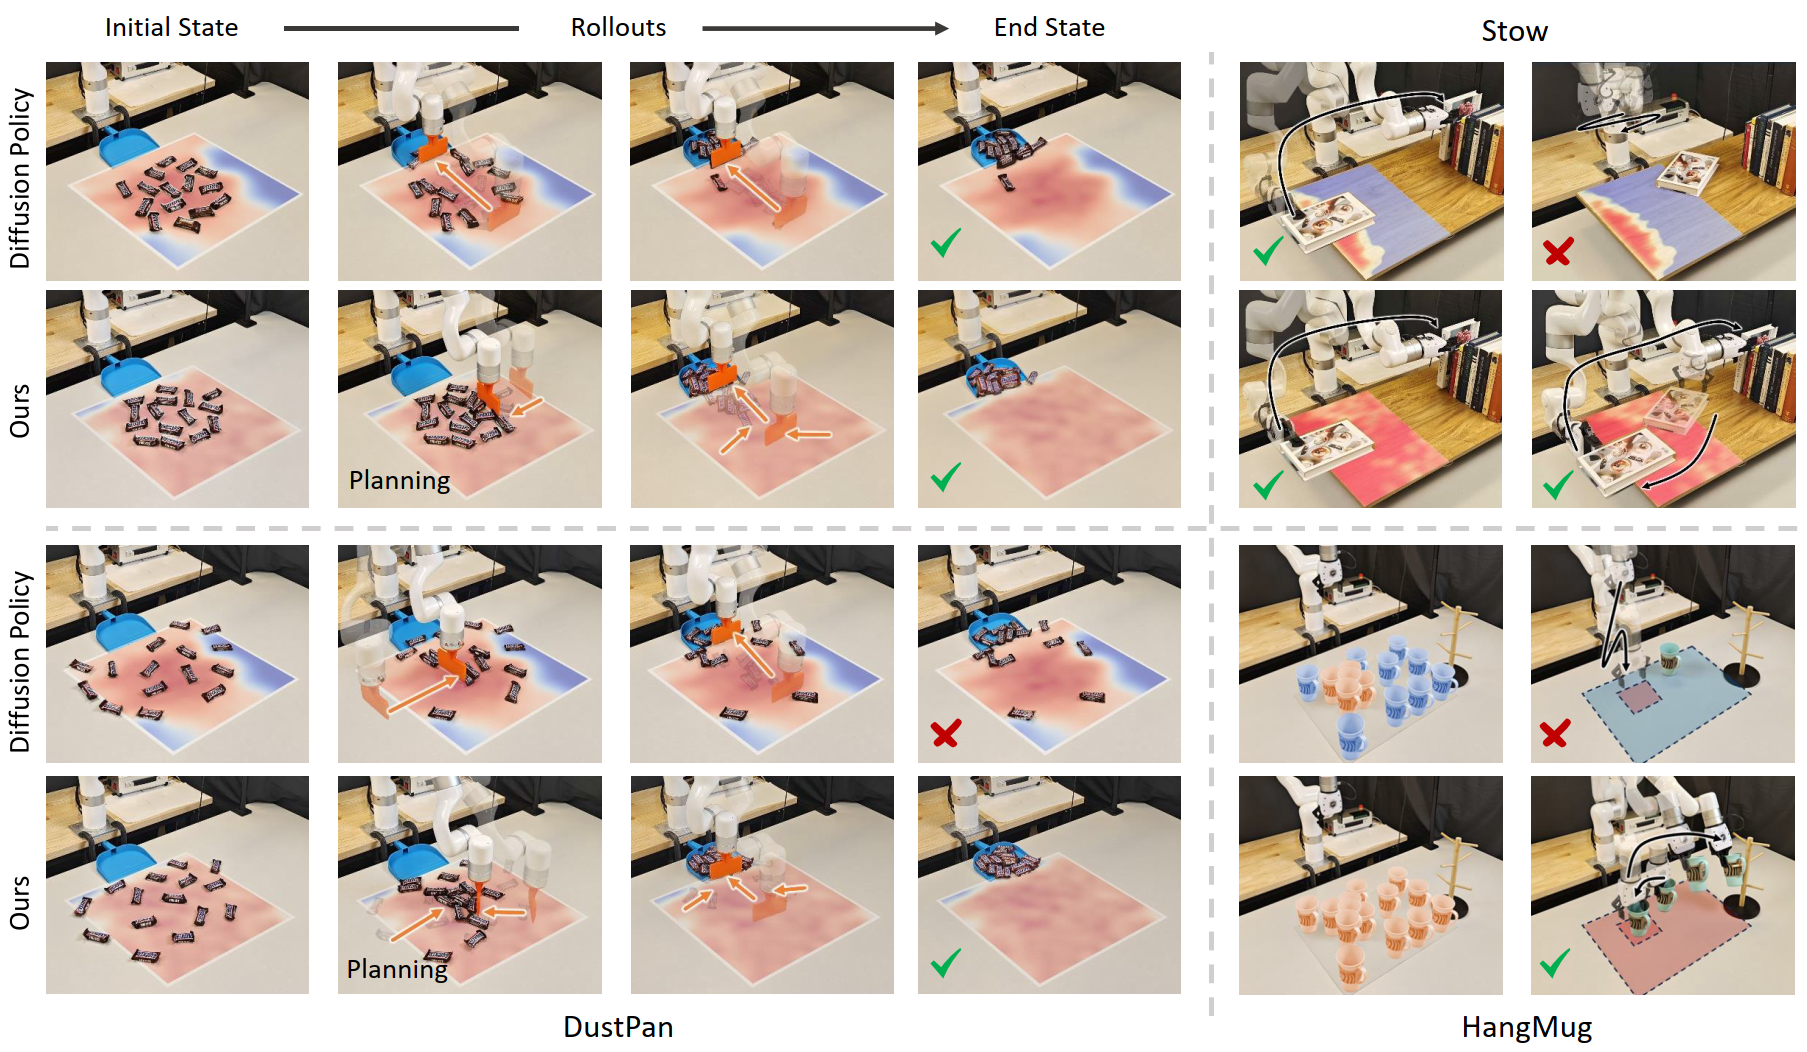 Initial State
Rollouts
End State
Stow
Diffusion Policy
Ours
Planning
Diffusion Policy
Ours
Planning
DustPan
HangMug